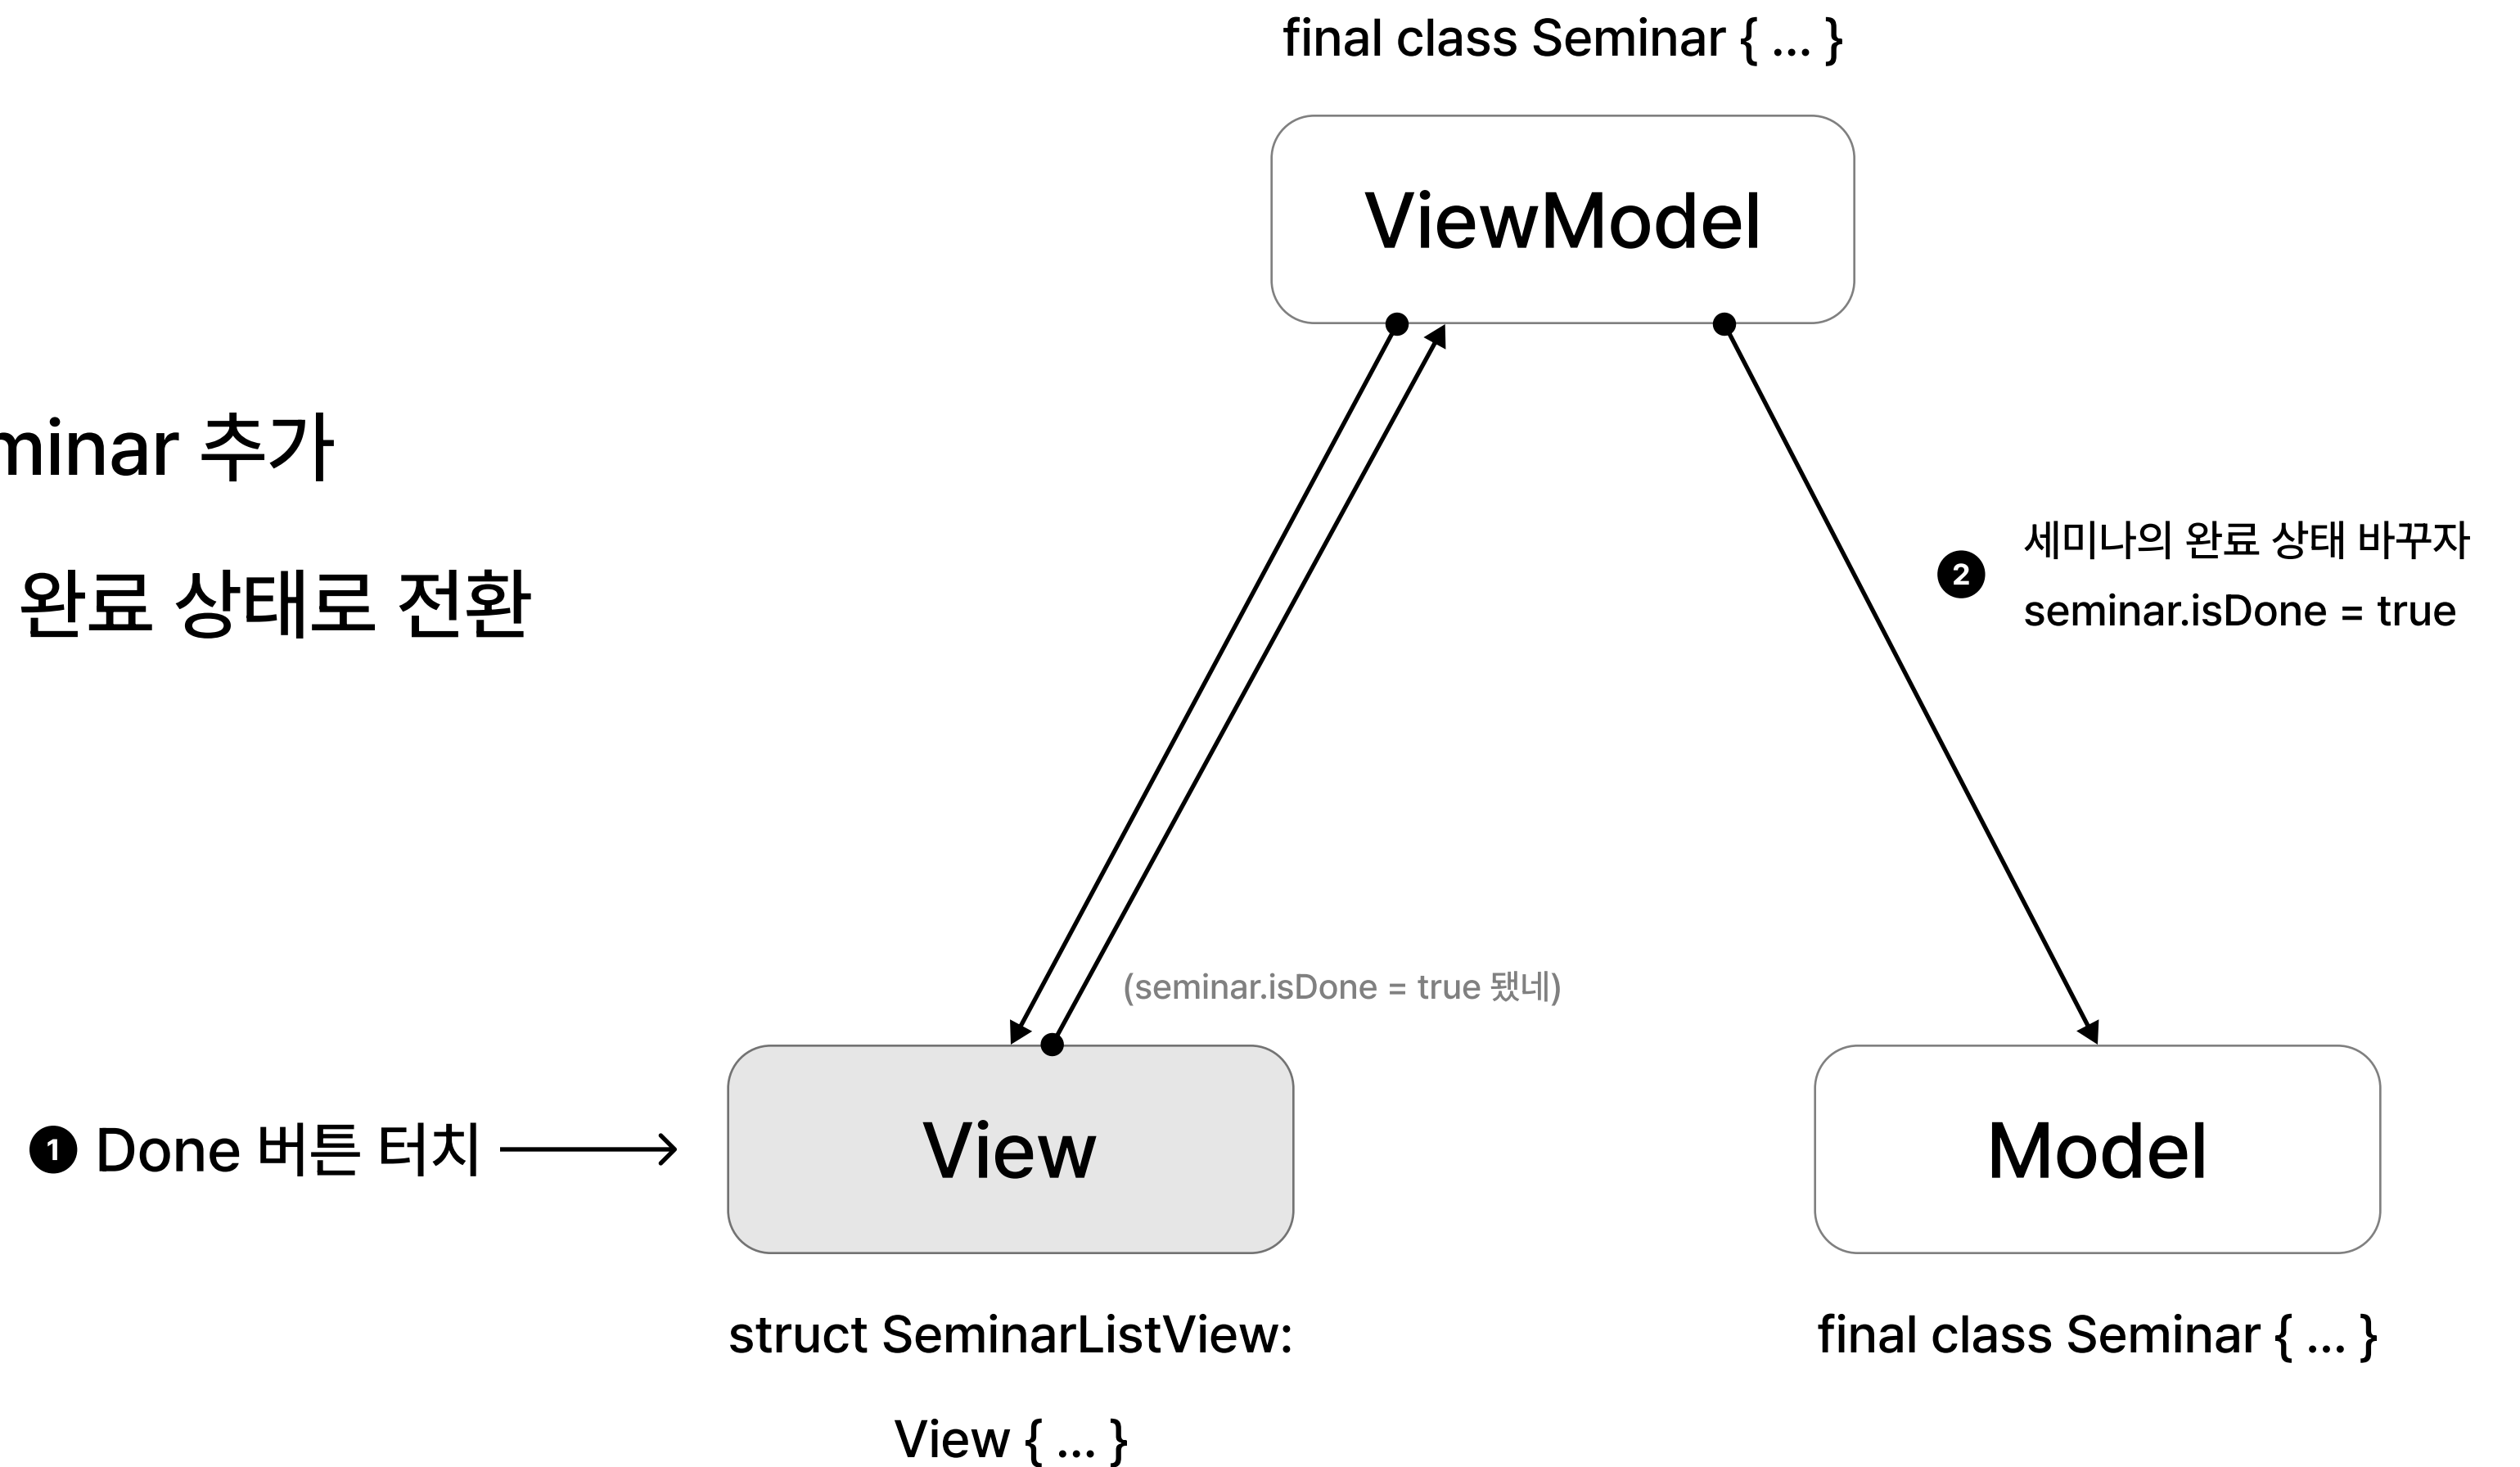 final class Seminar { ... }
ViewModel
minar 추가
완료 상태로 전환
2
세미나의 완료 상태 바꾸자
seminar.isDone = true
(seminar.isDone = true 됐네)
1 Done 버튼 터치
View
Model
struct SeminarListView:
View { ... }
final class Seminar { ... }